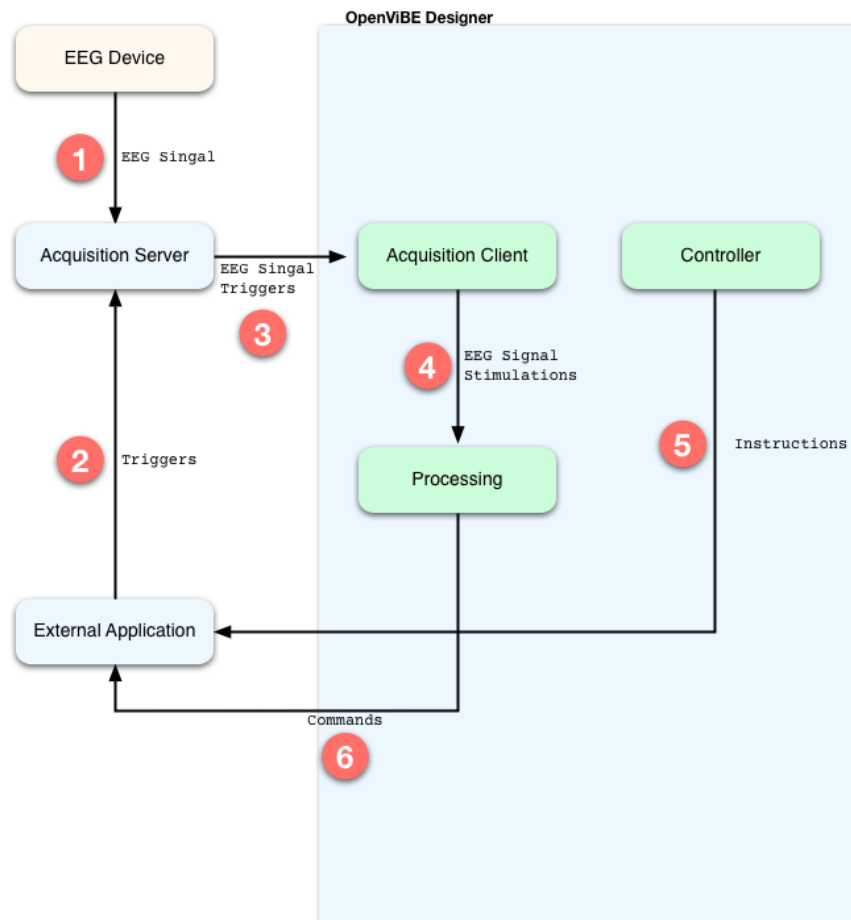 OpenViBE Designer
EEG Device
1
EEG Singal
Acquisition Server
EEG Singal
Triggers
3
Acquisition Client
Controller
4
EEG Signal
Stimulations
2
Triggers
5
Instructions
Processing
External Application
Commands
6